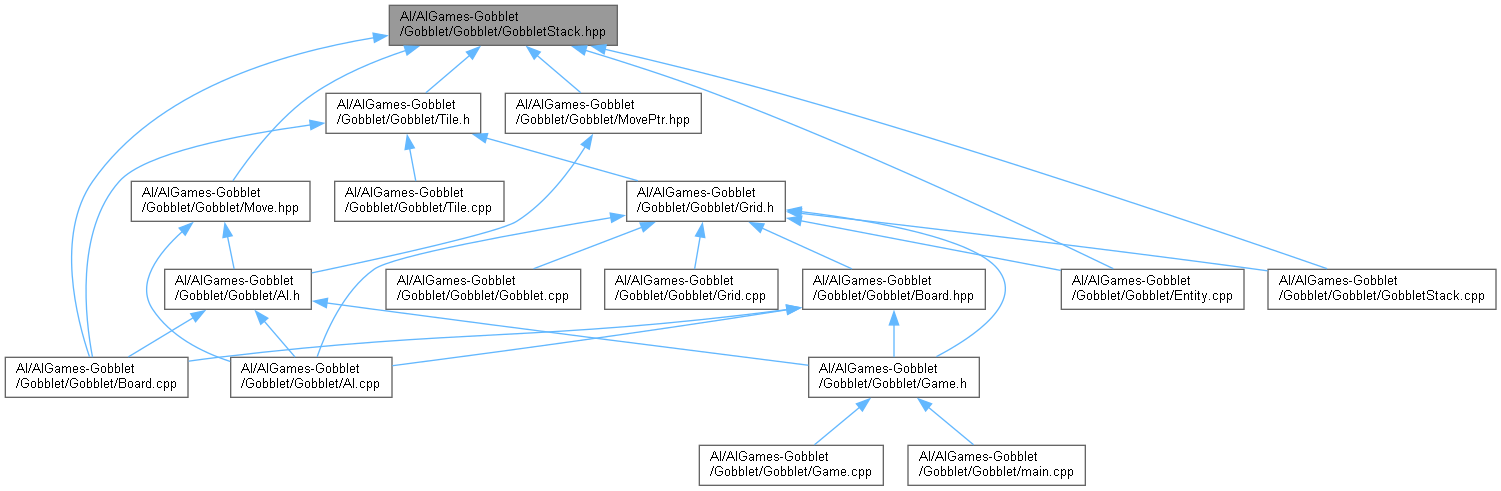 AI/AIGames-Gobblet
/Gobblet/Gobblet/GobbletStack.hpp
AI/AIGames-Gobblet
/Gobblet/Gobblet/Tile.h
AI/AIGames-Gobblet
/Gobblet/Gobblet/MovePtr.hpp
AI/AIGames-Gobblet
/Gobblet/Gobblet/Move.hpp
AI/AIGames-Gobblet
/Gobblet/Gobblet/Tile.cpp
AI/AIGames-Gobblet
/Gobblet/Gobblet/Grid.h
AI/AIGames-Gobblet
/Gobblet/Gobblet/AI.h
AI/AIGames-Gobblet
/Gobblet/Gobblet/Gobblet.cpp
AI/AIGames-Gobblet
/Gobblet/Gobblet/Grid.cpp
AI/AIGames-Gobblet
/Gobblet/Gobblet/Board.hpp
AI/AIGames-Gobblet
/Gobblet/Gobblet/Entity.cpp
AI/AIGames-Gobblet
/Gobblet/Gobblet/GobbletStack.cpp
AI/AIGames-Gobblet
/Gobblet/Gobblet/Board.cpp
AI/AIGames-Gobblet
/Gobblet/Gobblet/AI.cpp
AI/AIGames-Gobblet
/Gobblet/Gobblet/Game.h
AI/AIGames-Gobblet
/Gobblet/Gobblet/Game.cpp
AI/AIGames-Gobblet
/Gobblet/Gobblet/main.cpp